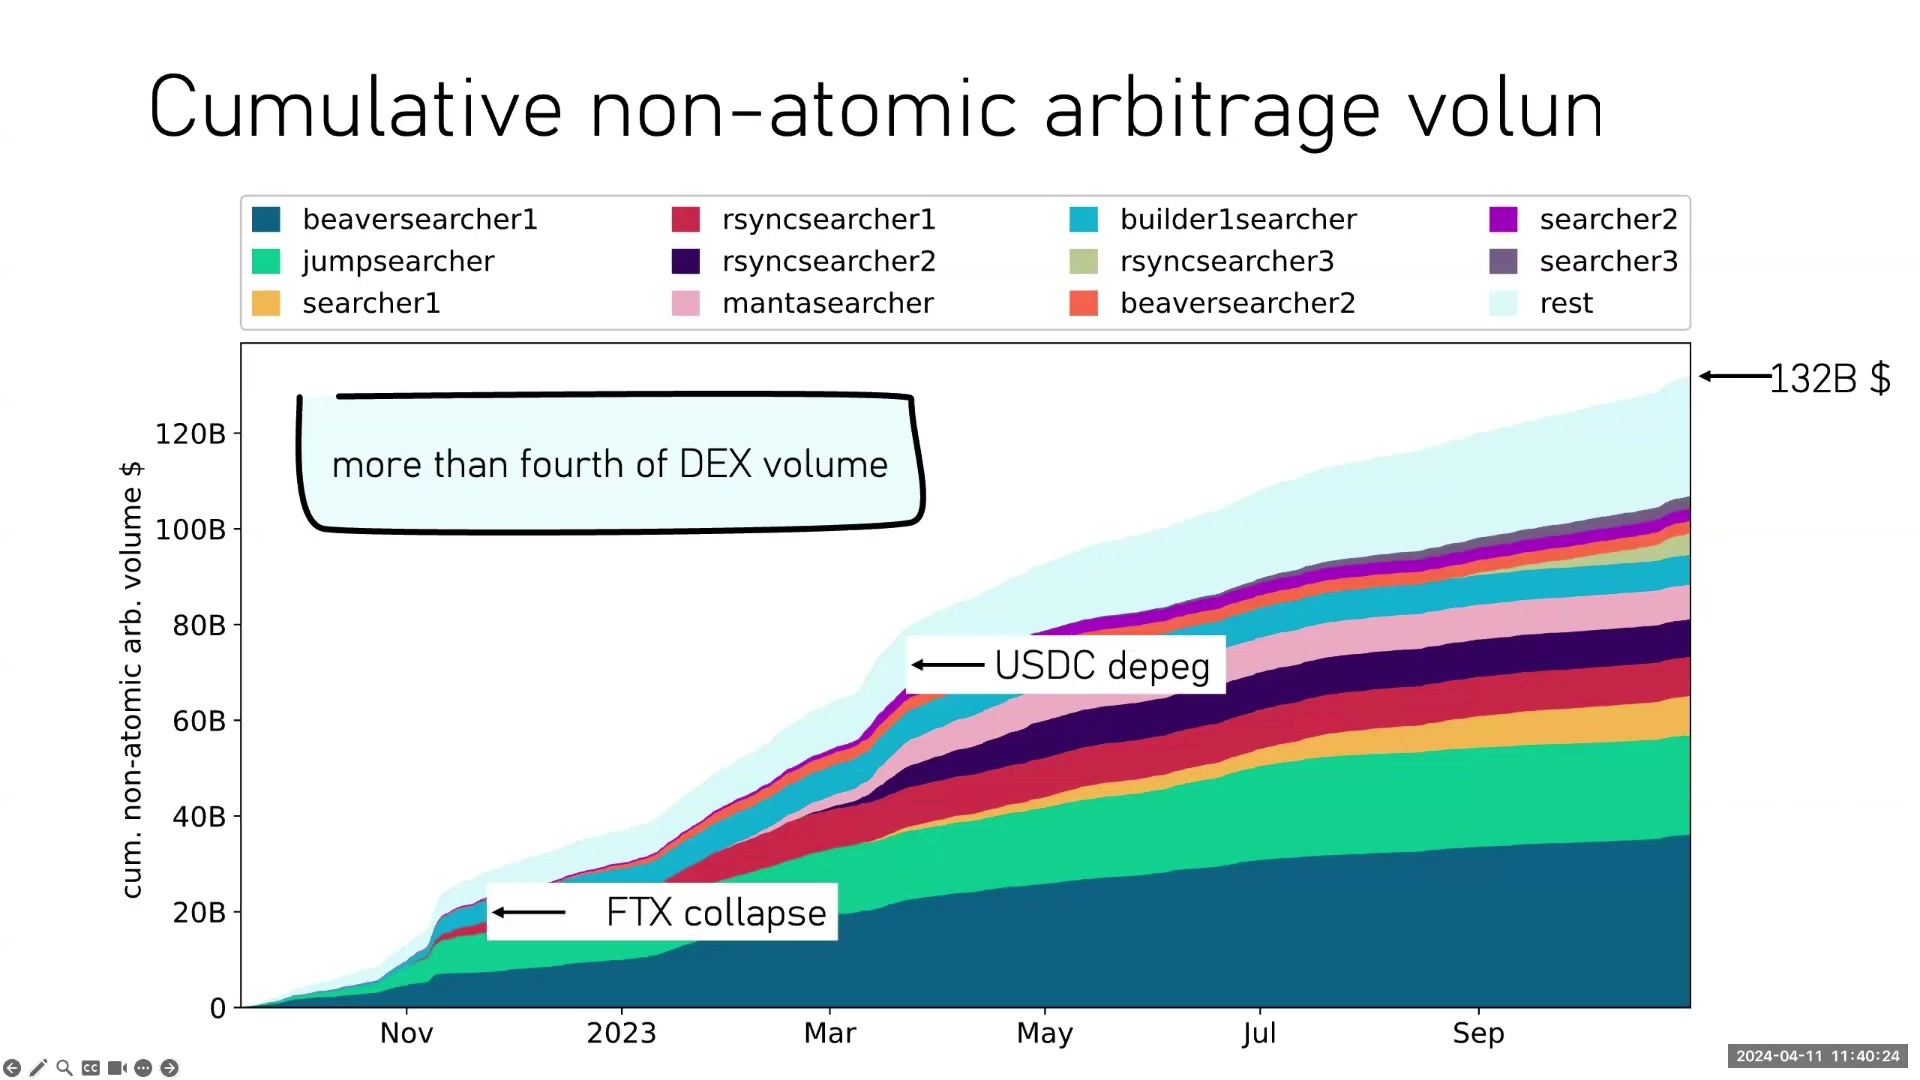 Cumulative non-atomic arbitrage volun
beaversearcher1 rsyncsearcher1 builder1searcher searcher2
jumpsearcher rsyncsearcher2 rsyncsearcher3 searcher3
searcher1 mantasearcher beaversearcher2 rest
132B $
more than fourth of DEX volume
cum. non-atomic arb. volume $
120B
100B
80B
60B
40B
20B
0
USDC depeg
FTX collapse
Nov 2023 Mar May Jul Sep
CC
2024-04-11 11:40:24